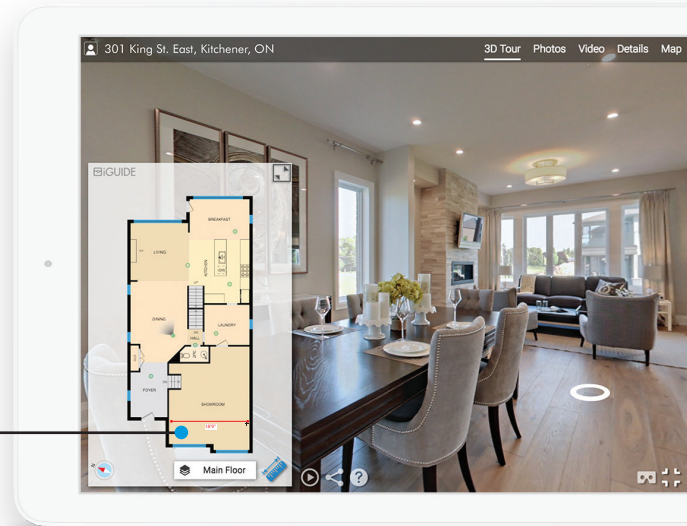 301 King St. East, Kitchener, ON
3D Tour Photos Video Details Map
iGUIDE
BREAKFAST
LIVING
KITCHEN
DINING
LAUNDRY
HALL
FOYER
SHOWROOM
Main Floor
?